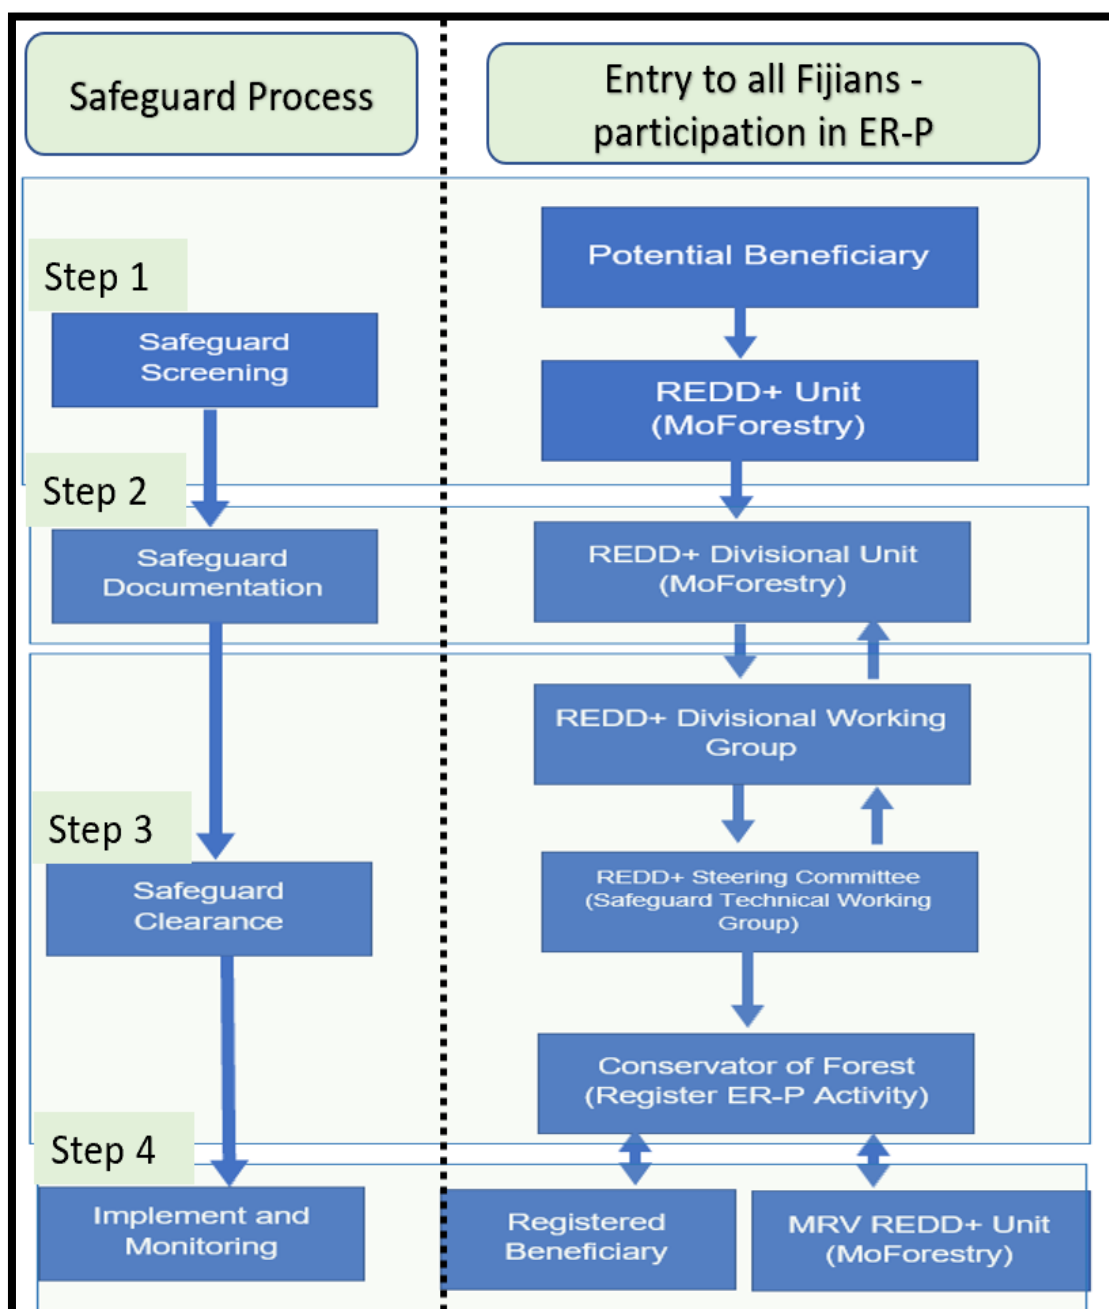 Safeguard Process
Entry to all Fijians -
participation in ER-P
Step 1
Safeguard
Screening
Potential Beneficiary
REDD+ Unit
(MoForestry)
Step 2
Safeguard
Documentation
REDD+ Divisional Unit
(MoForestry)
Step 3
Safeguard
Clearance
REDD+ Divisional Working
Group
REDD+ Steering Committee
(Safeguard Technical Working
Group)
Conservator of Forest
(Register ER-P Activity)
Step 4
Implement and
Monitoring
Registered
Beneficiary
MRV REDD+ Unit
(MoForestry)